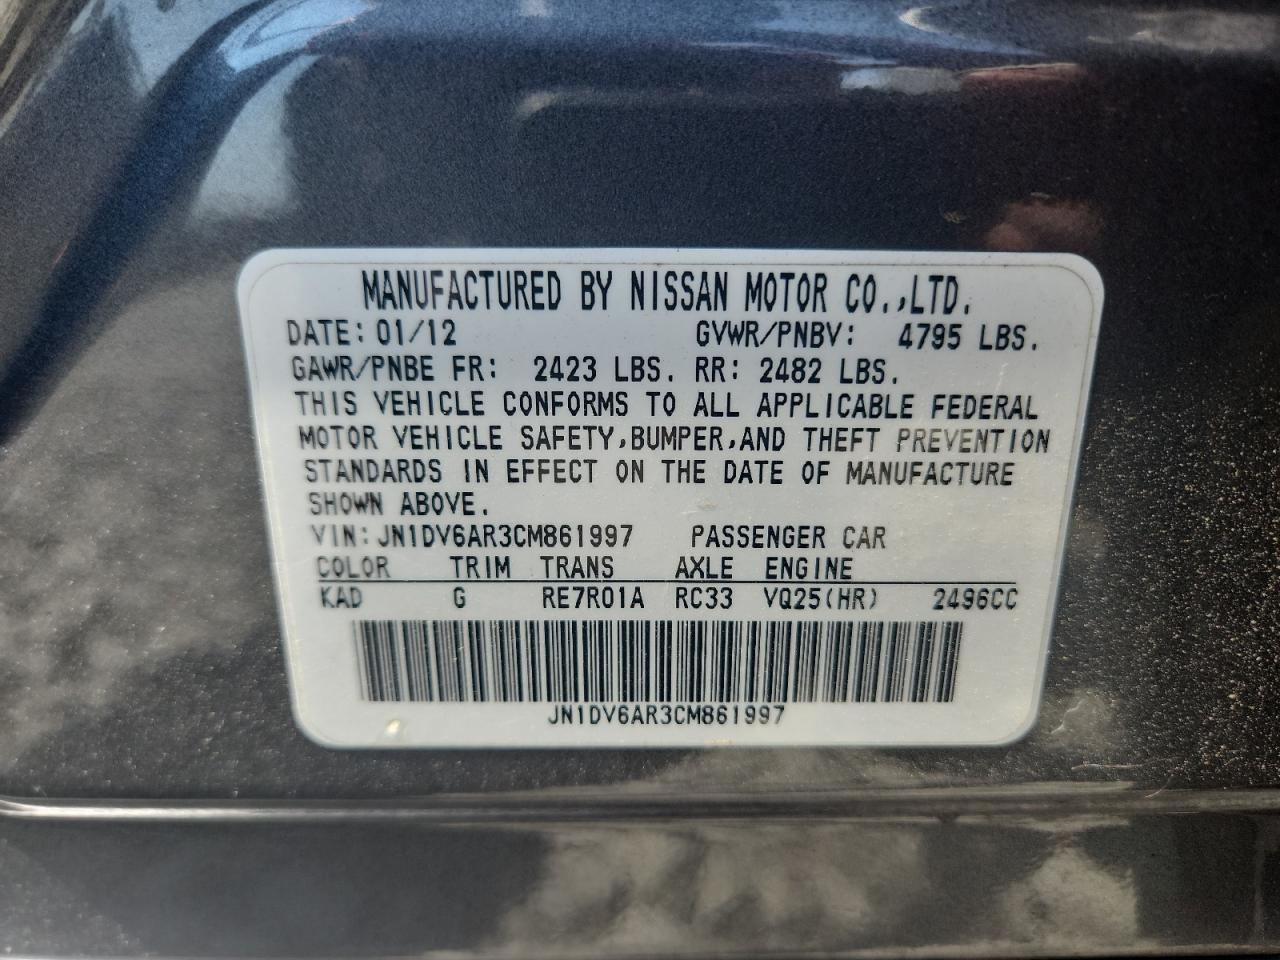 MANUFACTURED BY NISSAN MOTOR CO.,LTD.
DATE: 01/12 GVWR/PNBV: 4795 LBS.
GAWR/PNBE FR: 2423 LBS. RR: 2482 LBS.
THIS VEHICLE CONFORMS TO ALL APPLICABLE FEDERAL
MOTOR VEHICLE SAFETY,BUMPER,AND THEFT PREVENTION
STANDARDS IN EFFECT ON THE DATE OF MANUFACTURE
SHOWN ABOVE.
VIN: JN1DV6AR3CM861997 PASSENGER CAR
COLOR TRIM TRANS AXLE ENGINE
KAD G RE7R01A RC33 VQ25(HR) 2496CC
JN1DV6AR3CM861997